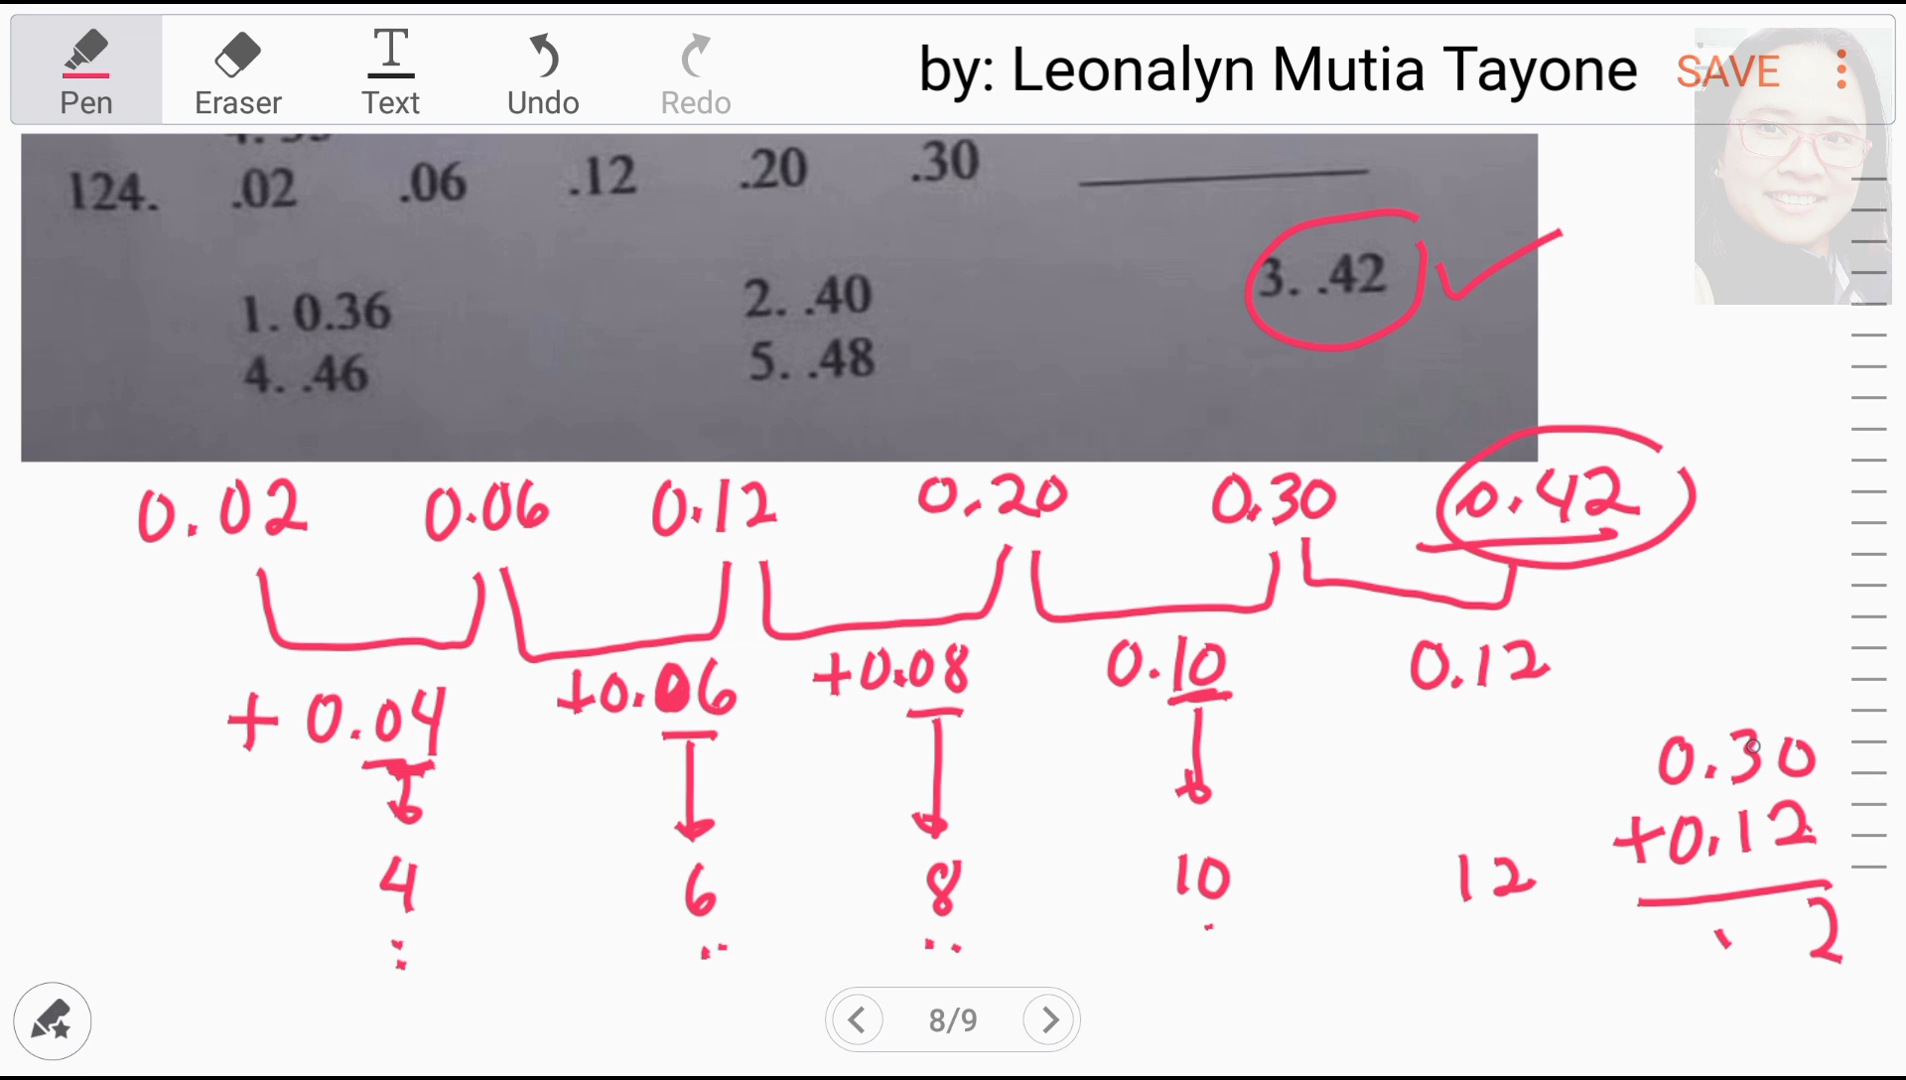 Pen Eraser Text Undo Redo by: Leonalyn Mutia Tayone SAVE
124. .02 .06 .12 .20 .30
1. 0.36 2. .40 3. .42
4. .46 5. .48
0.02 0.06 0.12 0.20 0.30 0.42
+ 0.04 +0.06 +0.08 0.10 0.12
4 6 8 10 12
0.30
+0.12
. 2
8/9